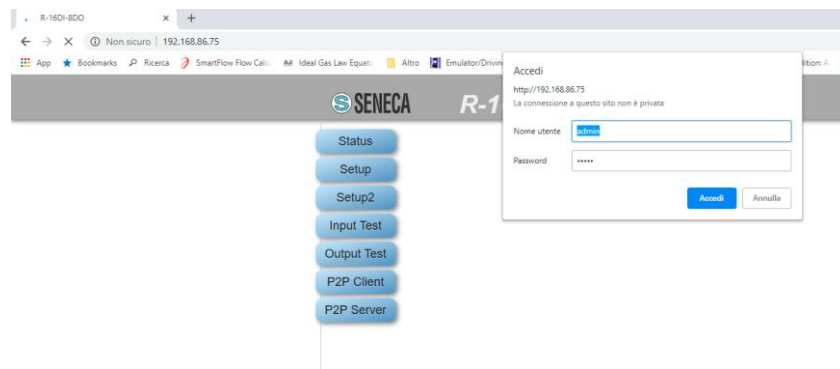 R-16DI-8DO
Non sicuro | 192.168.86.75
App Bookmarks Ricerca SmartFlow Flow Calc Ideal Gas Law Equati Altro Emulator/Drivin
Accedi
http://192.168.86.75
La connessione a questo sito non è privata
Nome utente admin
Password •••••
Accedi Annulla
SENECA R-1
Status
Setup
Setup2
Input Test
Output Test
P2P Client
P2P Server